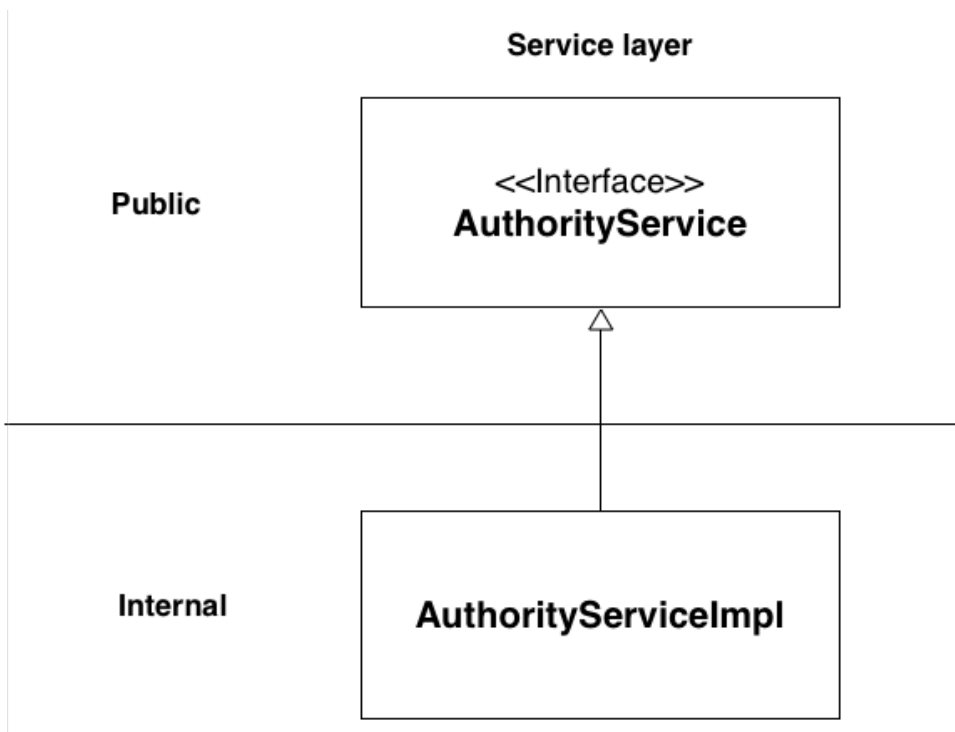 Service layer
Public
<<Interface>>
AuthorityService
Internal
AuthorityServiceImpl